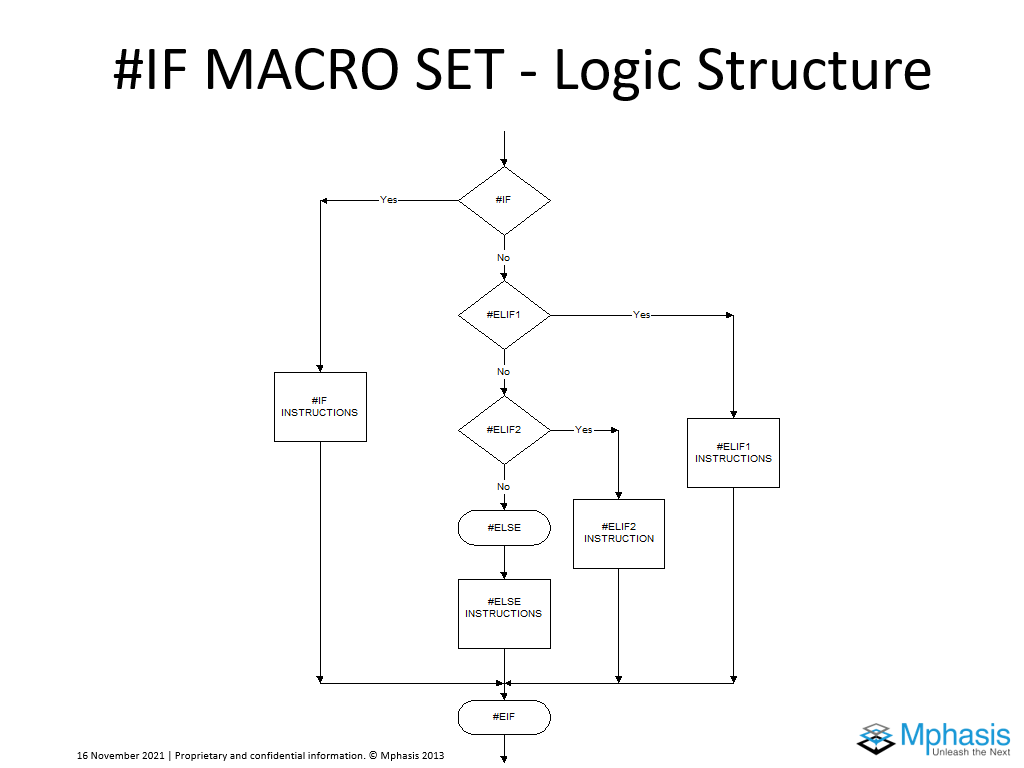 #IF MACRO SET - Logic Structure
Yes
#IF
No
#ELIF1
Yes
No
#IF
INSTRUCTIONS
#ELIF2
Yes
#ELIF1
INSTRUCTIONS
No
#ELSE
#ELIF2
INSTRUCTION
#ELSE
INSTRUCTIONS
#EIF
16 November 2021 | Proprietary and confidential information. © Mphasis 2013
Mphasis
Unleash the Next